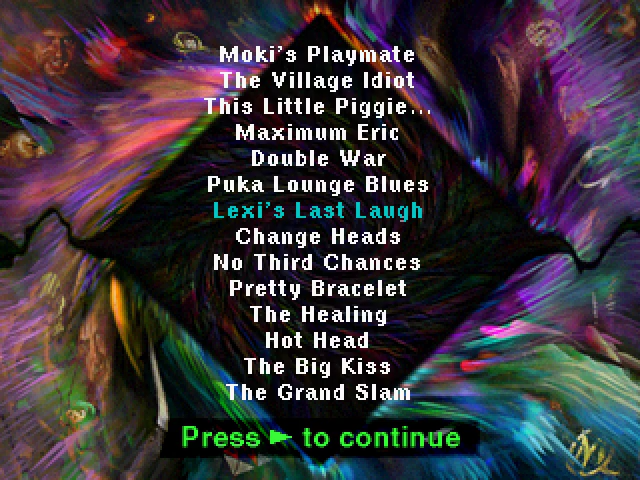 Moki's Playmate
The Village Idiot
This Little Piggie...
Maximum Eric
Double War
Puka Lounge Blues
Lexi's Last Laugh
Change Heads
No Third Chances
Pretty Bracelet
The Healing
Hot Head
The Big Kiss
The Grand Slam
Press ► to continue